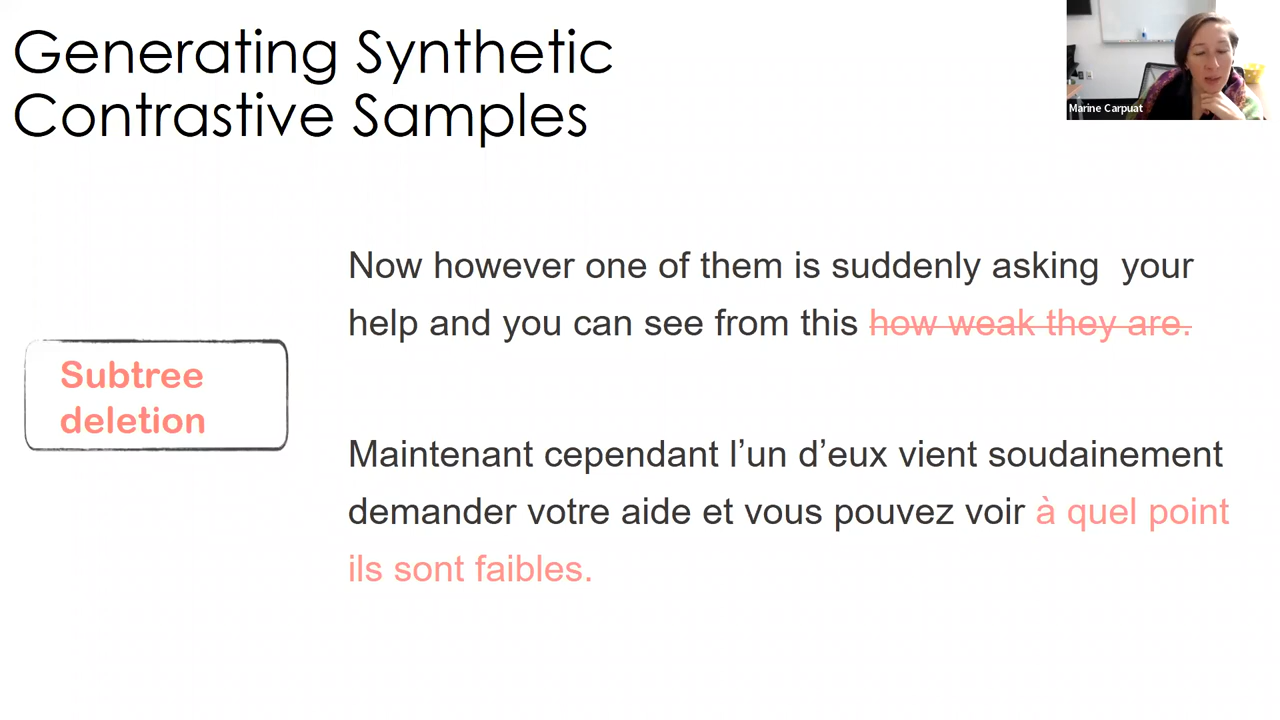 Generating Synthetic
Contrastive Samples
Marine Carpuat
Now however one of them is suddenly asking your
help and you can see from this how weak they are.
Subtree
deletion
Maintenant cependant l’un d’eux vient soudainement
demander votre aide et vous pouvez voir à quel point
ils sont faibles.